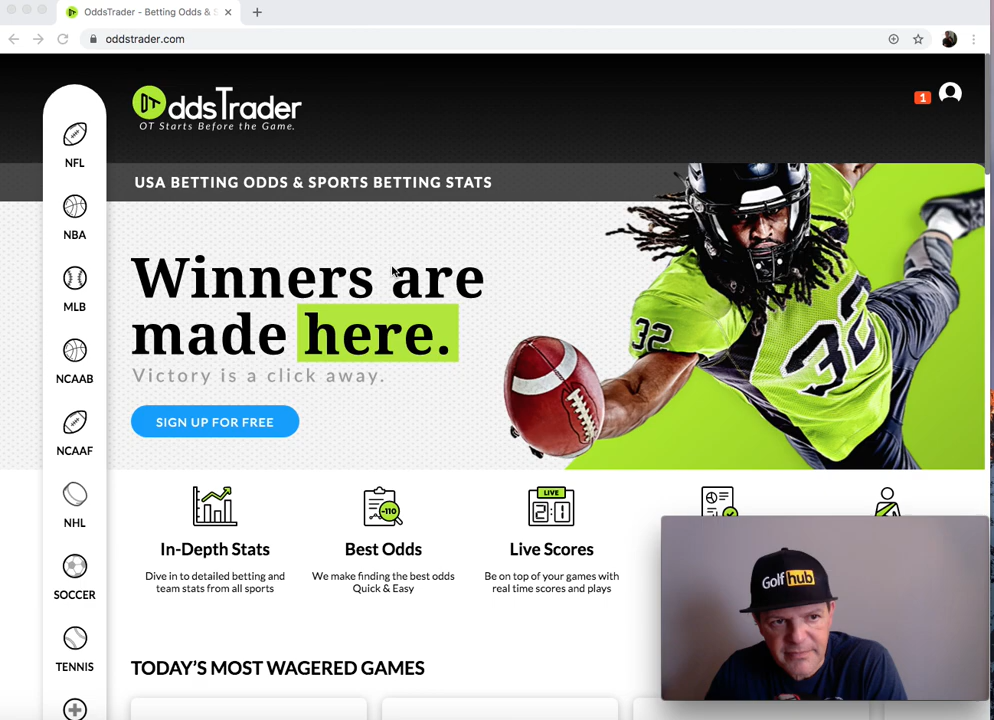 OddsTrader - Betting Odds &
oddstrader.com
OddsTrader
OT Starts Before the Game.
1
USA BETTING ODDS & SPORTS BETTING STATS
NFL
NBA
MLB
NCAAB
NCAAF
NHL
SOCCER
TENNIS
Winners are
made here.
Victory is a click away.
SIGN UP FOR FREE
32
32
-110
LIVE
2:1
In-Depth Stats
Best Odds
Live Scores
Dive in to detailed betting and
team stats from all sports
We make finding the best odds
Quick & Easy
Be on top of your games with
real time scores and plays
Golf hub
TODAY'S MOST WAGERED GAMES